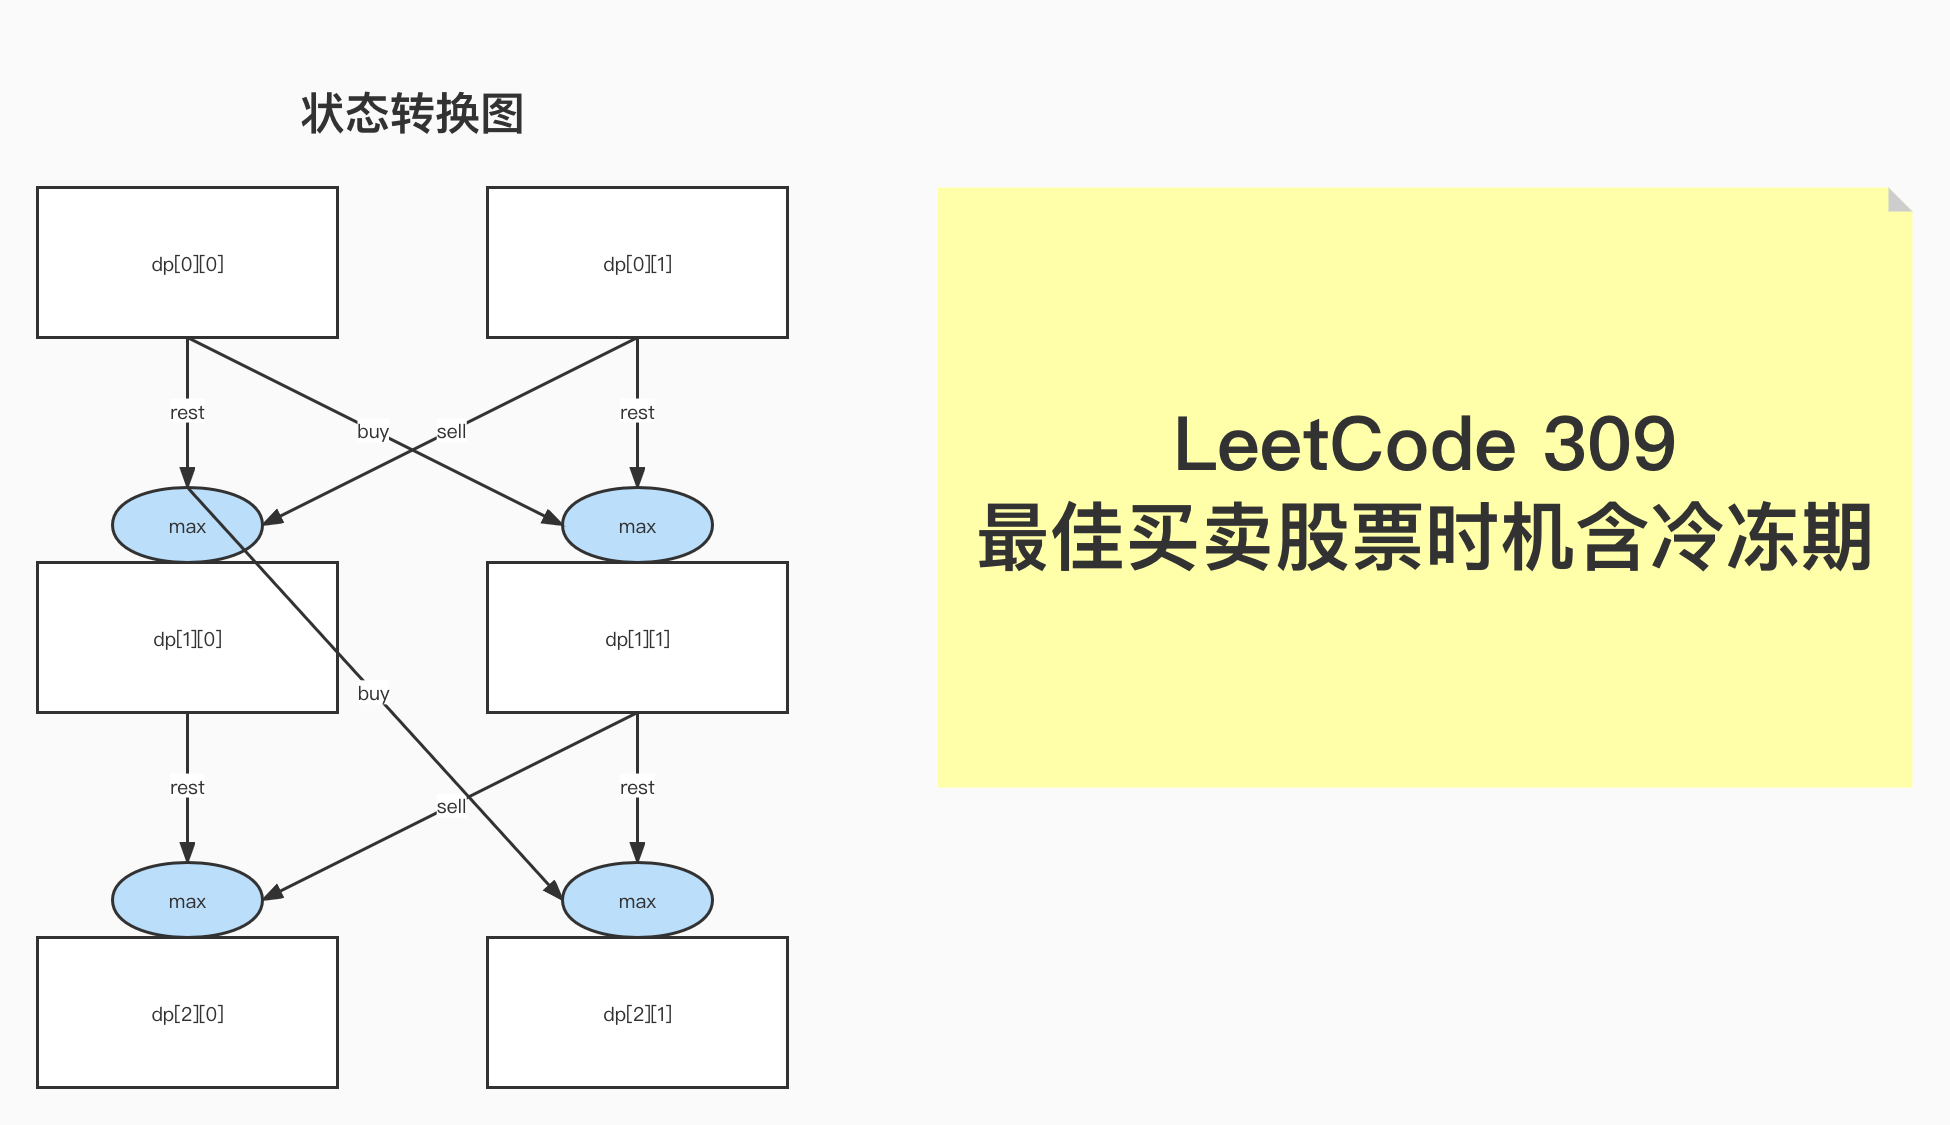 状态转换图
dp[0][0]
dp[0][1]
rest
buy
sell
rest
max
max
dp[1][0]
dp[1][1]
buy
rest
sell
rest
max
max
dp[2][0]
dp[2][1]
LeetCode 309
最佳买卖股票时机含冷冻期